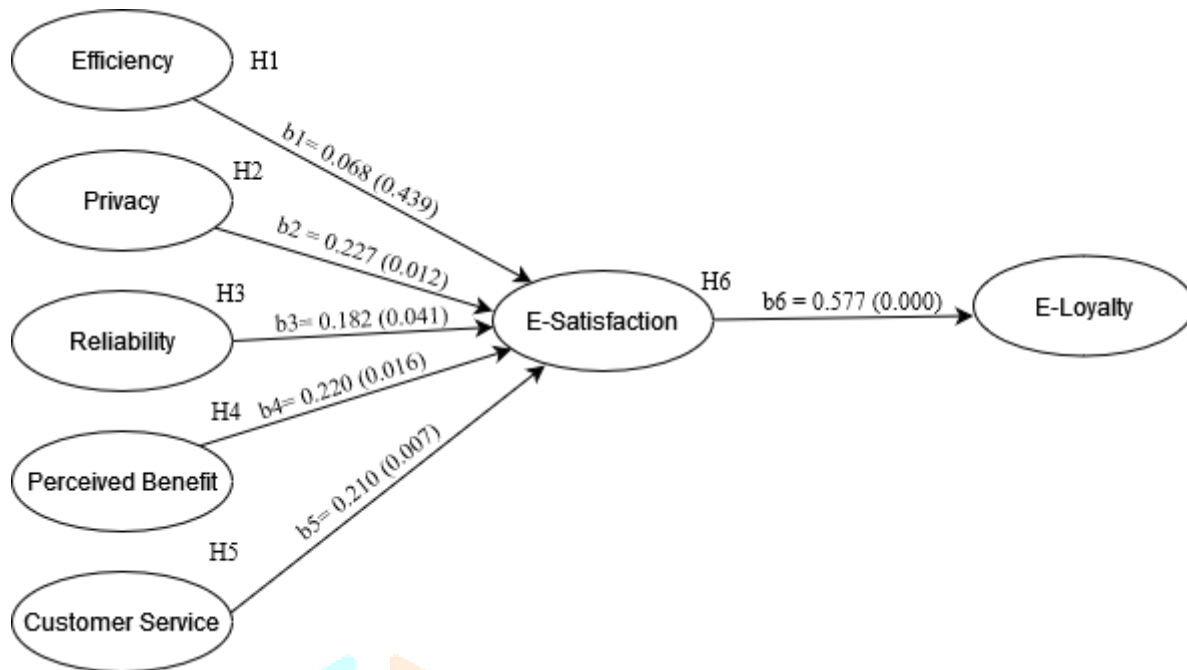 Efficiency
H1
b1= 0.068 (0.439)
Privacy
H2
b2 = 0.227 (0.012)
Reliability
H3
b3= 0.182 (0.041)
Perceived Benefit
H4
b4= 0.220 (0.016)
Customer Service
H5
b5= 0.210 (0.007)
E-Satisfaction
H6
b6 = 0.577 (0.000)
E-Loyalty